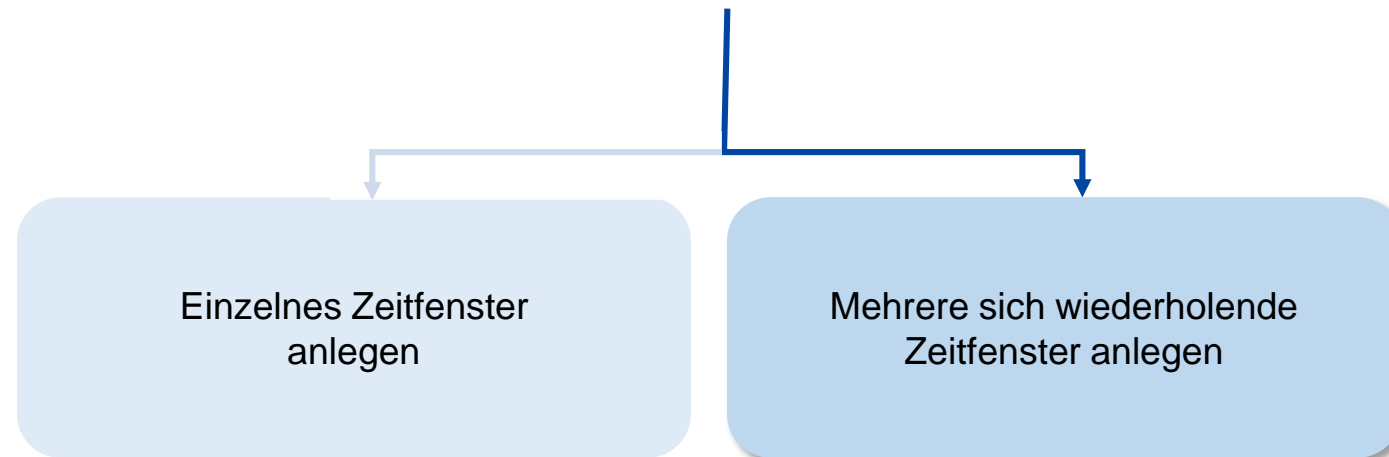 Einzelnes Zeitfenster
anlegen
Mehrere sich wiederholende
Zeitfenster anlegen